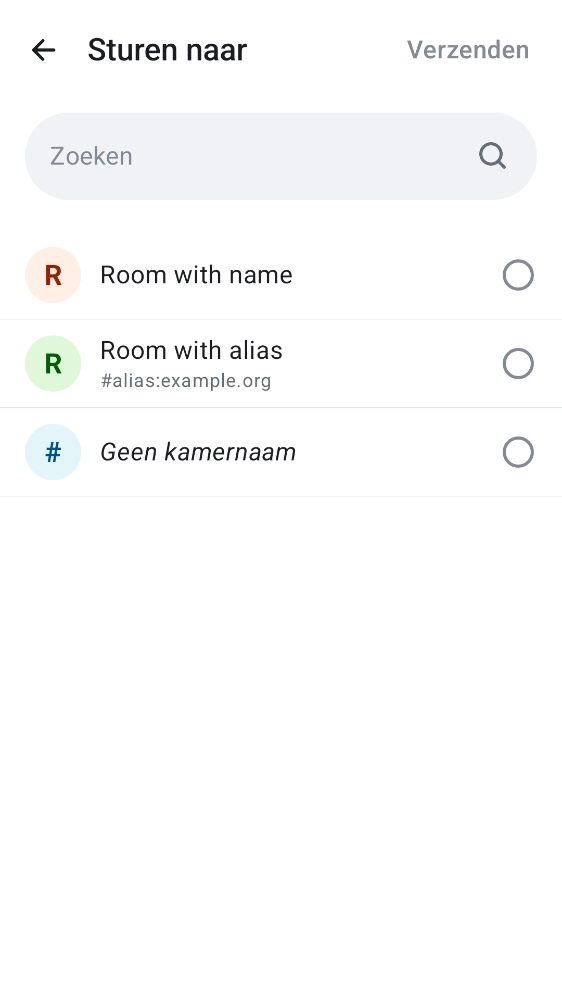 Sturen naar
Verzenden
Zoeken
R
Room with name
R
Room with alias
#alias:example.org
#
Geen kamernaam